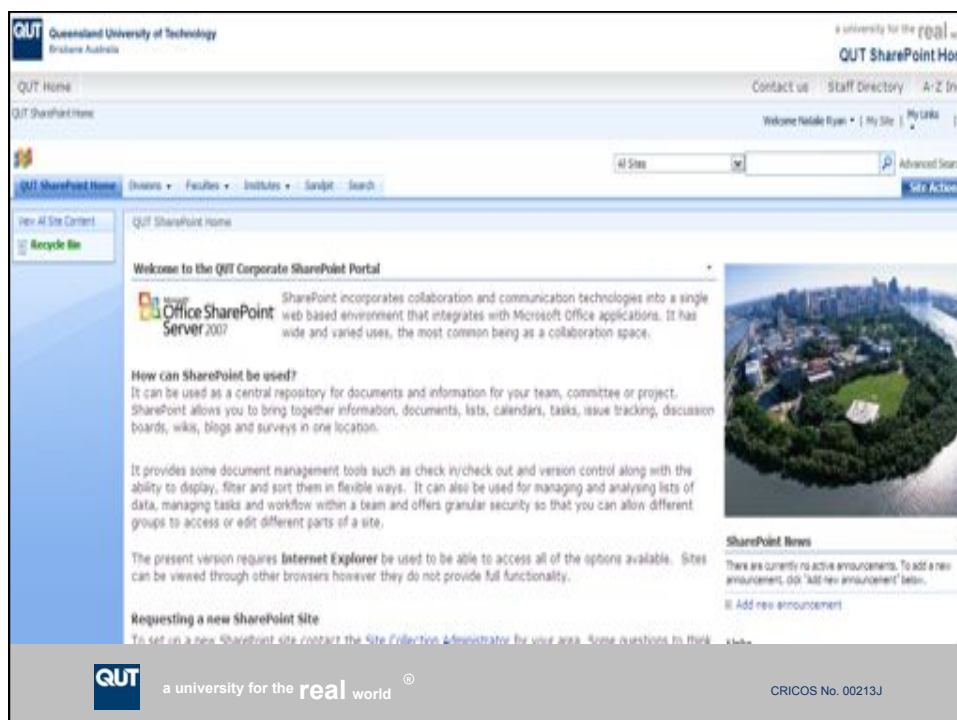 QUT Queensland University of Technology
Brisbane Australia
a university for the real w
QUT SharePoint Hom
QUT Home
Contact us Staff Directory A-Z In
QUT SharePoint Home
Welcome Natalie Ryan | My Site | My Links |
All Sites
Advanced Sear
QUT SharePoint Home Divisions Faculties Institutes Sandpit Search
Site Action
View All Site Content
QUT SharePoint Home
Recycle Bin
Welcome to the QUT Corporate SharePoint Portal
Microsoft
Office SharePoint
Server 2007
SharePoint incorporates collaboration and communication technologies into a single
web based environment that integrates with Microsoft Office applications. It has
wide and varied uses, the most common being as a collaboration space.
How can SharePoint be used?
It can be used as a central repository for documents and information for your team, committee or project.
SharePoint allows you to bring together information, documents, lists, calendars, tasks, issue tracking, discussion
boards, wikis, blogs and surveys in one location.
It provides some document management tools such as check in/check out and version control along with the
ability to display, filter and sort them in flexible ways. It can also be used for managing and analysing lists of
data, managing tasks and workflow within a team and offers granular security so that you can allow different
groups to access or edit different parts of a site.
The present version requires Internet Explorer be used to be able to access all of the options available. Sites
can be viewed through other browsers however they do not provide full functionality.
Requesting a new SharePoint Site
To set up a new SharePoint site contact the Site Collection Administrator for your area. Some questions to think
SharePoint News
There are currently no active announcements. To add a new
announcement, click "Add new announcement" below.
Add new announcement
Links
QUT a university for the real world ®
CRICOS No. 00213J